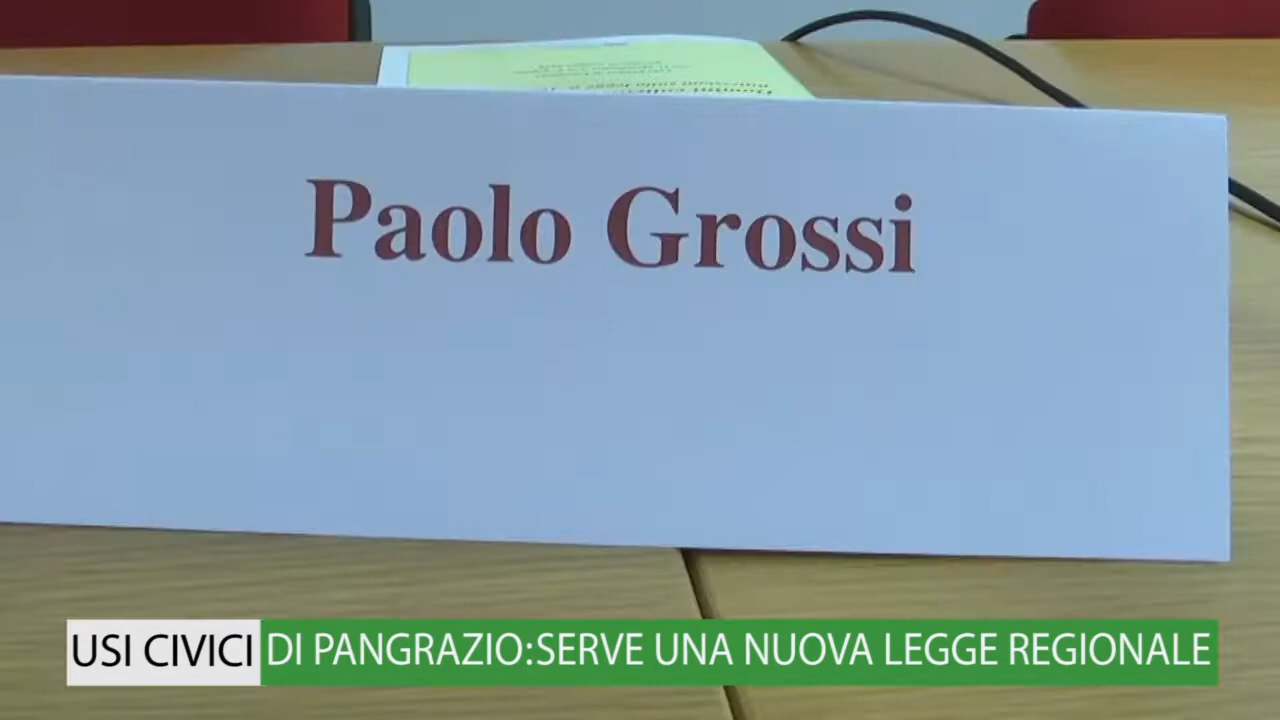 Paolo Grossi
USI CIVICI DI PANGRAZIO:SERVE UNA NUOVA LEGGE REGIONALE